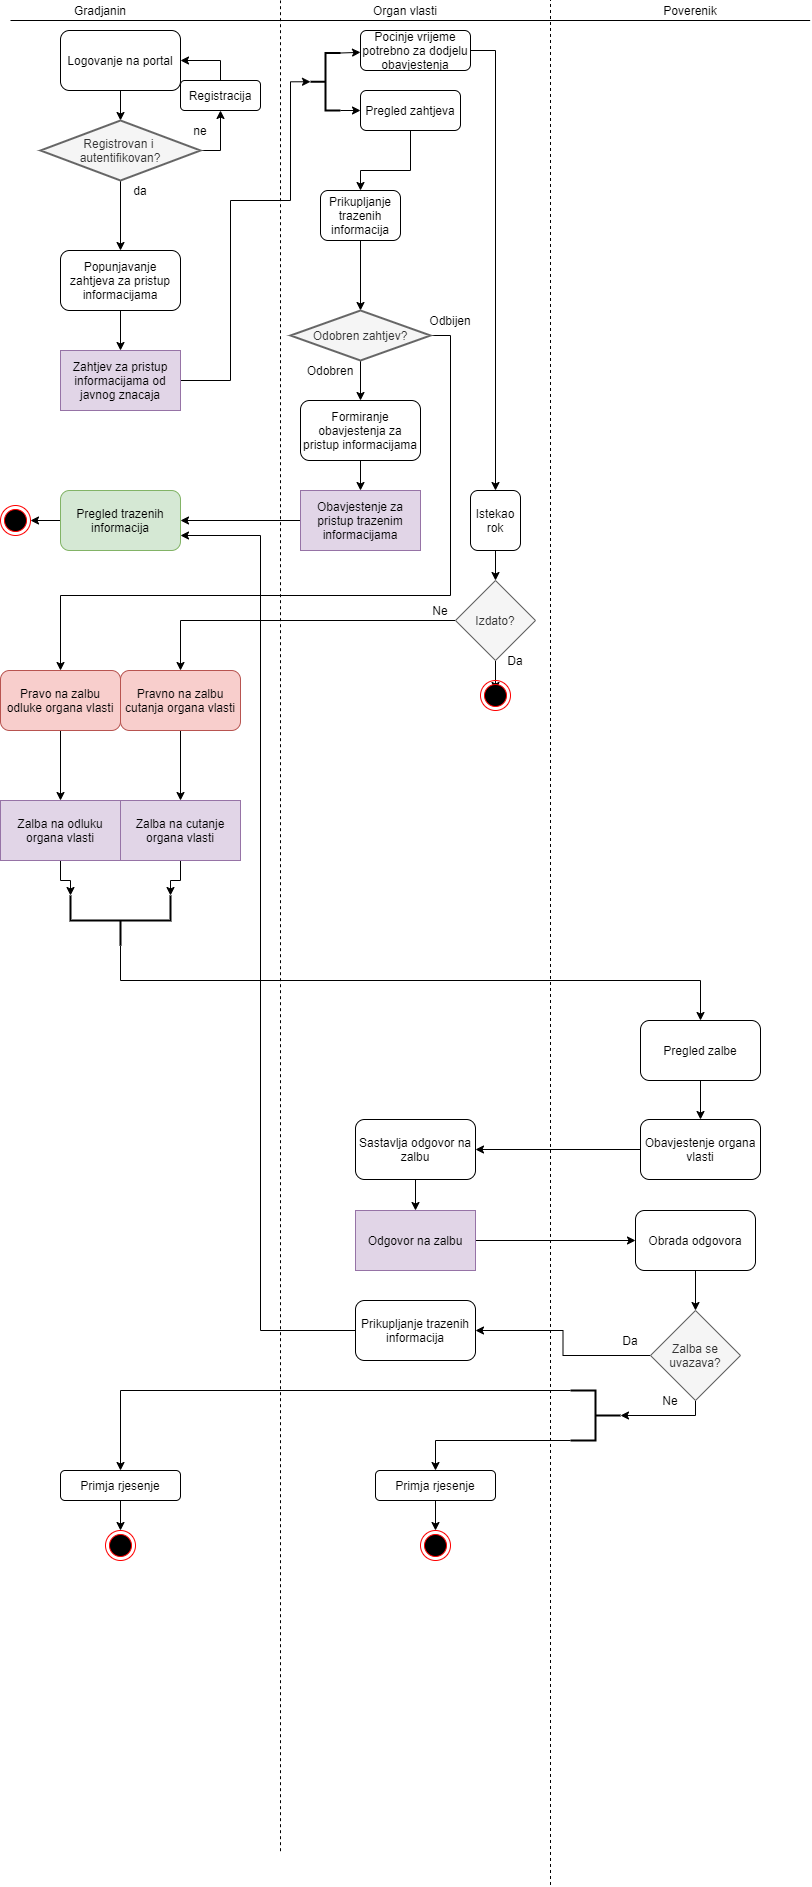 Gradjanin
Organ vlasti
Poverenik
Logovanje na portal
Registracija
Registrovan i
autentifikovan?
ne
da
Popunjavanje
zahtjeva za pristup
informacijama
Zahtjev za pristup
informacijama od
javnog znacaja
Pocinje vrijeme
potrebno za dodjelu
obavjestenja
Pregled zahtjeva
Prikupljanje
trazenih
informacija
Odobren zahtjev?
Odbijen
Odobren
Formiranje
obavjestenja za
pristup informacijama
Obavjestenje za
pristup trazenim
informacijama
Pregled trazenih
informacija
Istekao
rok
Izdato?
Ne
Da
Pravo na zalbu
odluke organa vlasti
Pravno na zalbu
cutanja organa vlasti
Zalba na odluku
organa vlasti
Zalba na cutanje
organa vlasti
Pregled zalbe
Obavjestenje organa
vlasti
Sastavlja odgovor na
zalbu
Odgovor na zalbu
Obrada odgovora
Zalba se
uvazava?
Da
Ne
Prikupljanje trazenih
informacija
Primja rjesenje
Primja rjesenje